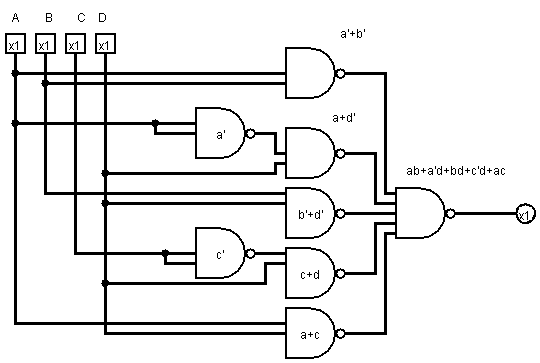 A B C D
x1 x1 x1 x1
a'+b'
a+d'
a'
ab+a'd+bd+c'd+ac
b'+d'
x1
c'
c+d
a+c